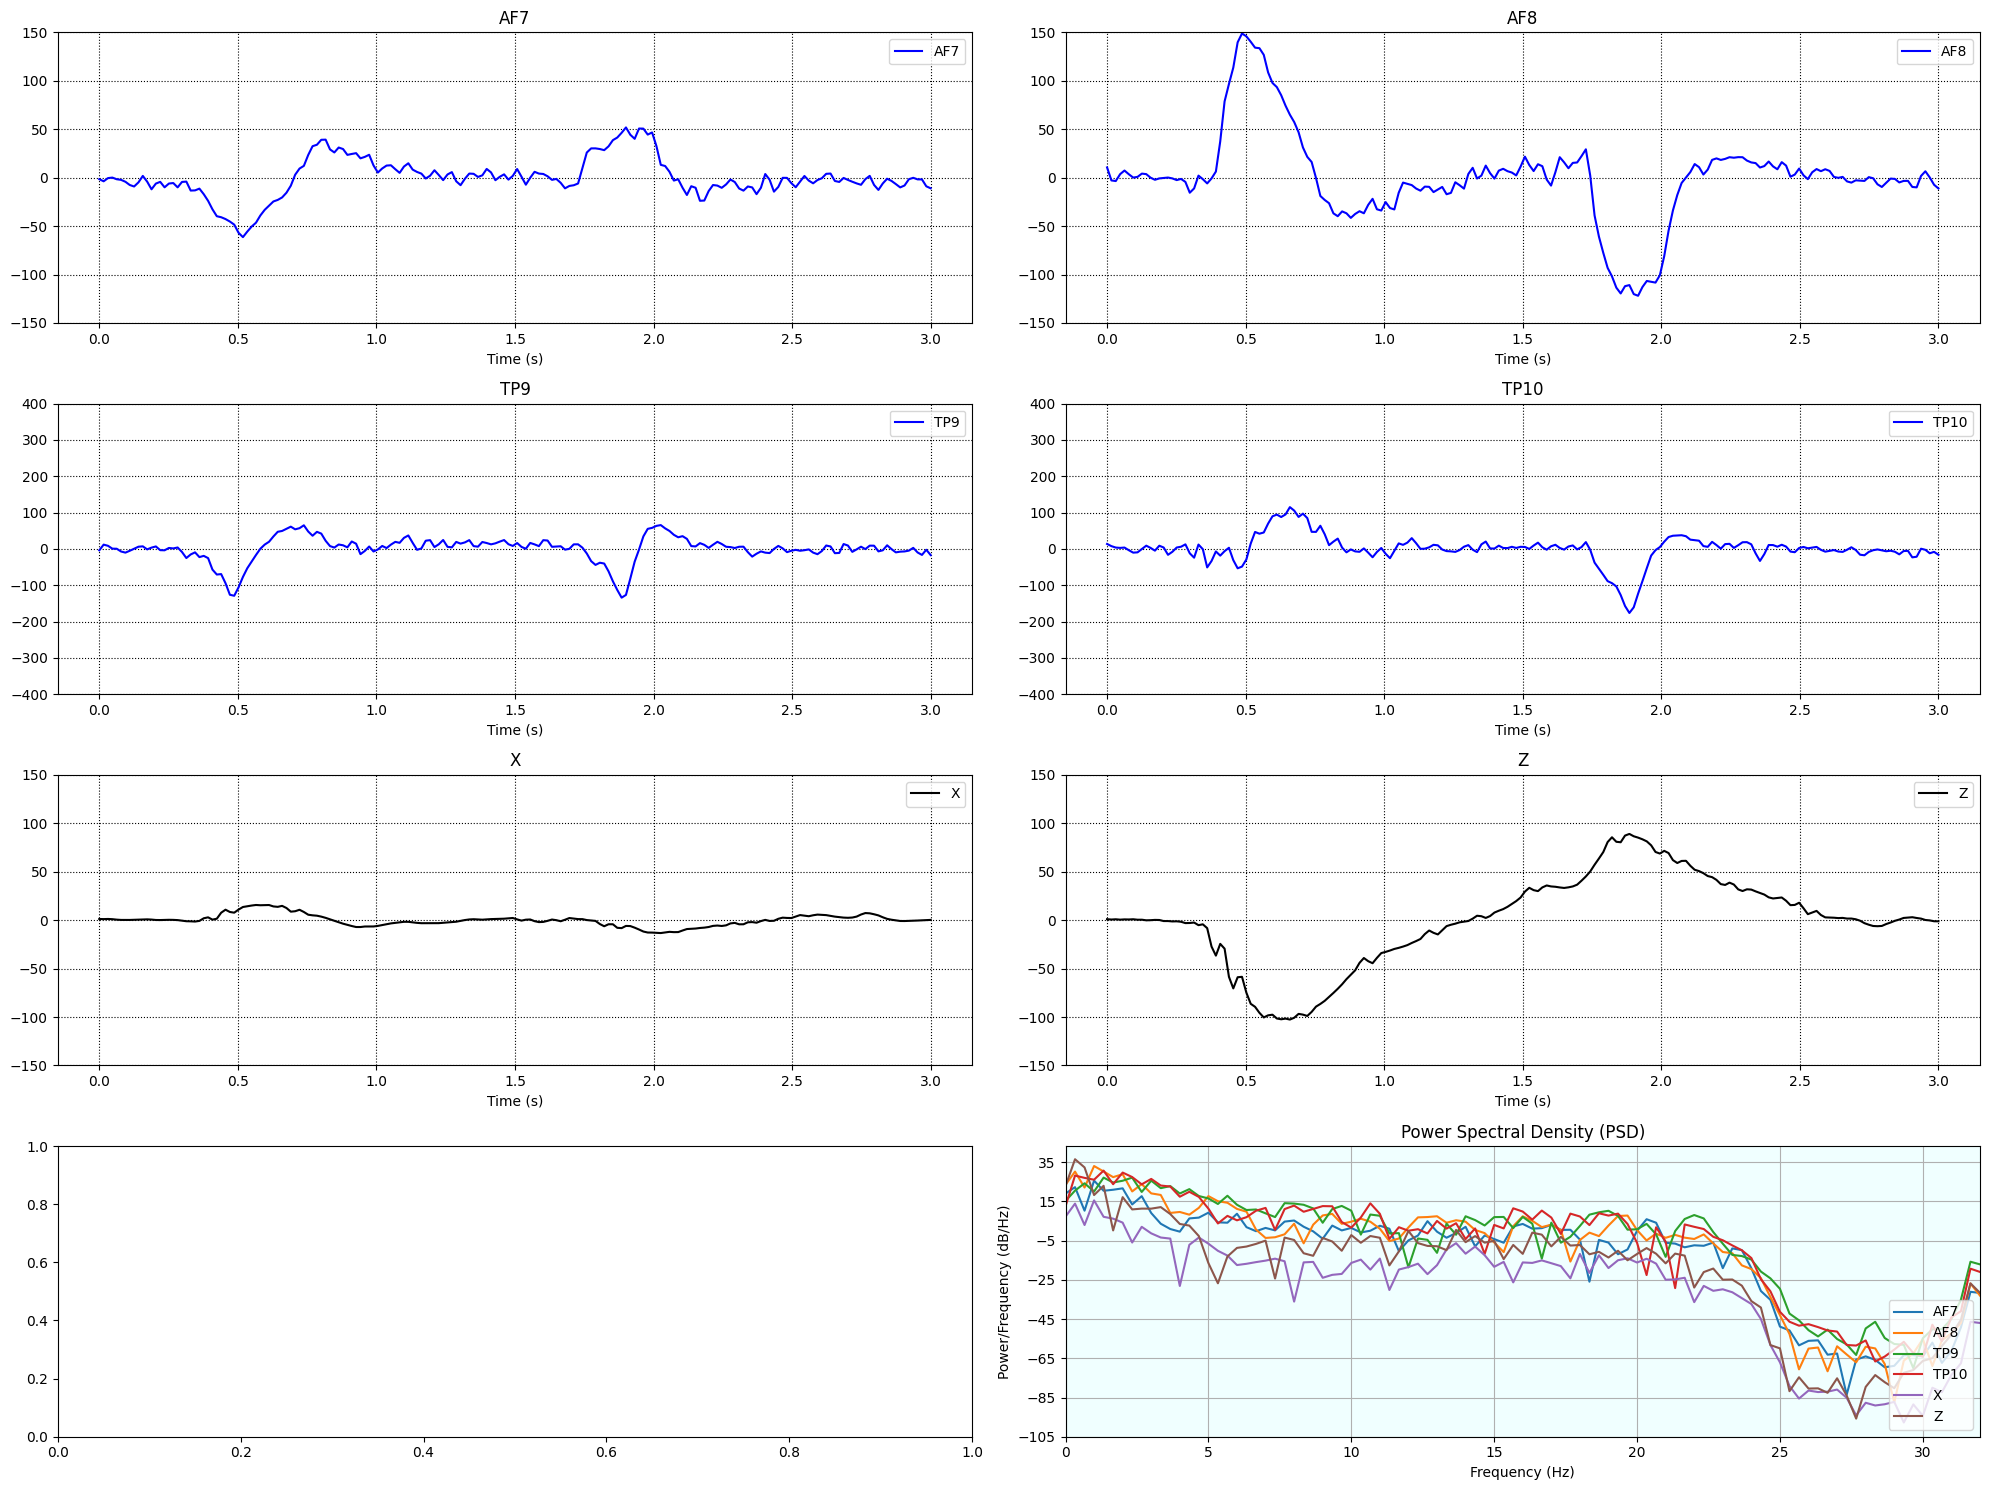 AF7
150
100
50
0
−50
−100
−150
AF7
0.0 0.5 1.0 1.5 2.0 2.5 3.0
Time (s)
AF8
150
100
50
0
−50
−100
−150
AF8
0.0 0.5 1.0 1.5 2.0 2.5 3.0
Time (s)
TP9
400
300
200
100
0
−100
−200
−300
−400
TP9
0.0 0.5 1.0 1.5 2.0 2.5 3.0
Time (s)
TP10
400
300
200
100
0
−100
−200
−300
−400
TP10
0.0 0.5 1.0 1.5 2.0 2.5 3.0
Time (s)
X
150
100
50
0
−50
−100
−150
X
0.0 0.5 1.0 1.5 2.0 2.5 3.0
Time (s)
Z
150
100
50
0
−50
−100
−150
Z
0.0 0.5 1.0 1.5 2.0 2.5 3.0
Time (s)
1.0
0.8
0.6
0.4
0.2
0.0
0.0 0.2 0.4 0.6 0.8 1.0
Power Spectral Density (PSD)
Power/Frequency (dB/Hz)
35
15
−5
−25
−45
−65
−85
−105
AF7
AF8
TP9
TP10
X
Z
0 5 10 15 20 25 30
Frequency (Hz)